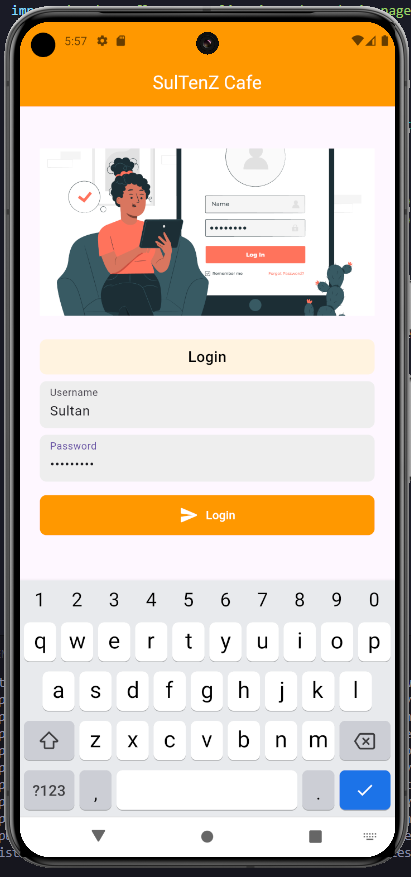 5:57
SulTenZ Cafe
Name
••••••••
Log In
Remember me
Forgot Password?
Login
Username
Sultan
Password
•••••••••
Login
1 2 3 4 5 6 7 8 9 0
q w e r t y u i o p
a s d f g h j k l
z x c v b n m
?123 , .